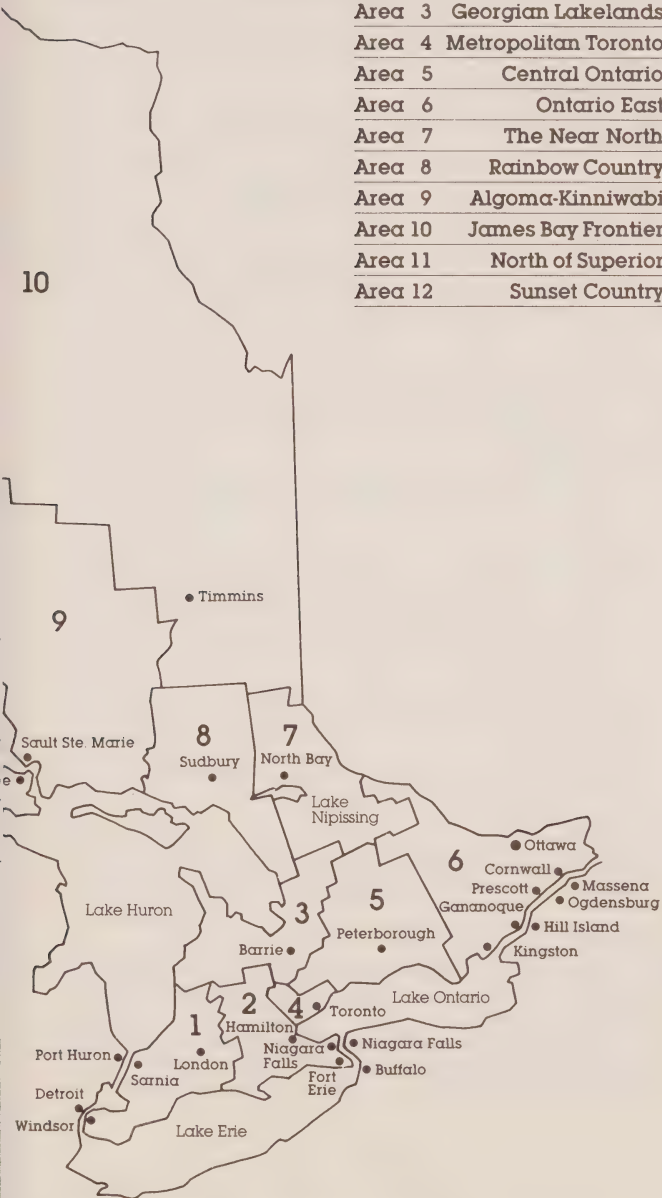 Area 3 Georgian Lakelands
Area 4 Metropolitan Toronto
Area 5 Central Ontario
Area 6 Ontario East
Area 7 The Near North
Area 8 Rainbow Country
Area 9 Algoma-Kinniwabi
Area 10 James Bay Frontier
Area 11 North of Superior
Area 12 Sunset Country
10
Timmins
9
Sault Ste. Marie
8
Sudbury
7
North Bay
Lake
Nipissing
6
Ottawa
Cornwall
Prescott
Massena
Ogdensburg
Gananoque
Hill Island
Kingston
Lake Huron
3
Barrie
5
Peterborough
Lake Ontario
2
Hamilton
4
Toronto
1
London
Port Huron
Sarnia
Niagara
Falls
Niagara Falls
Fort
Erie
Buffalo
Detroit
Windsor
Lake Erie